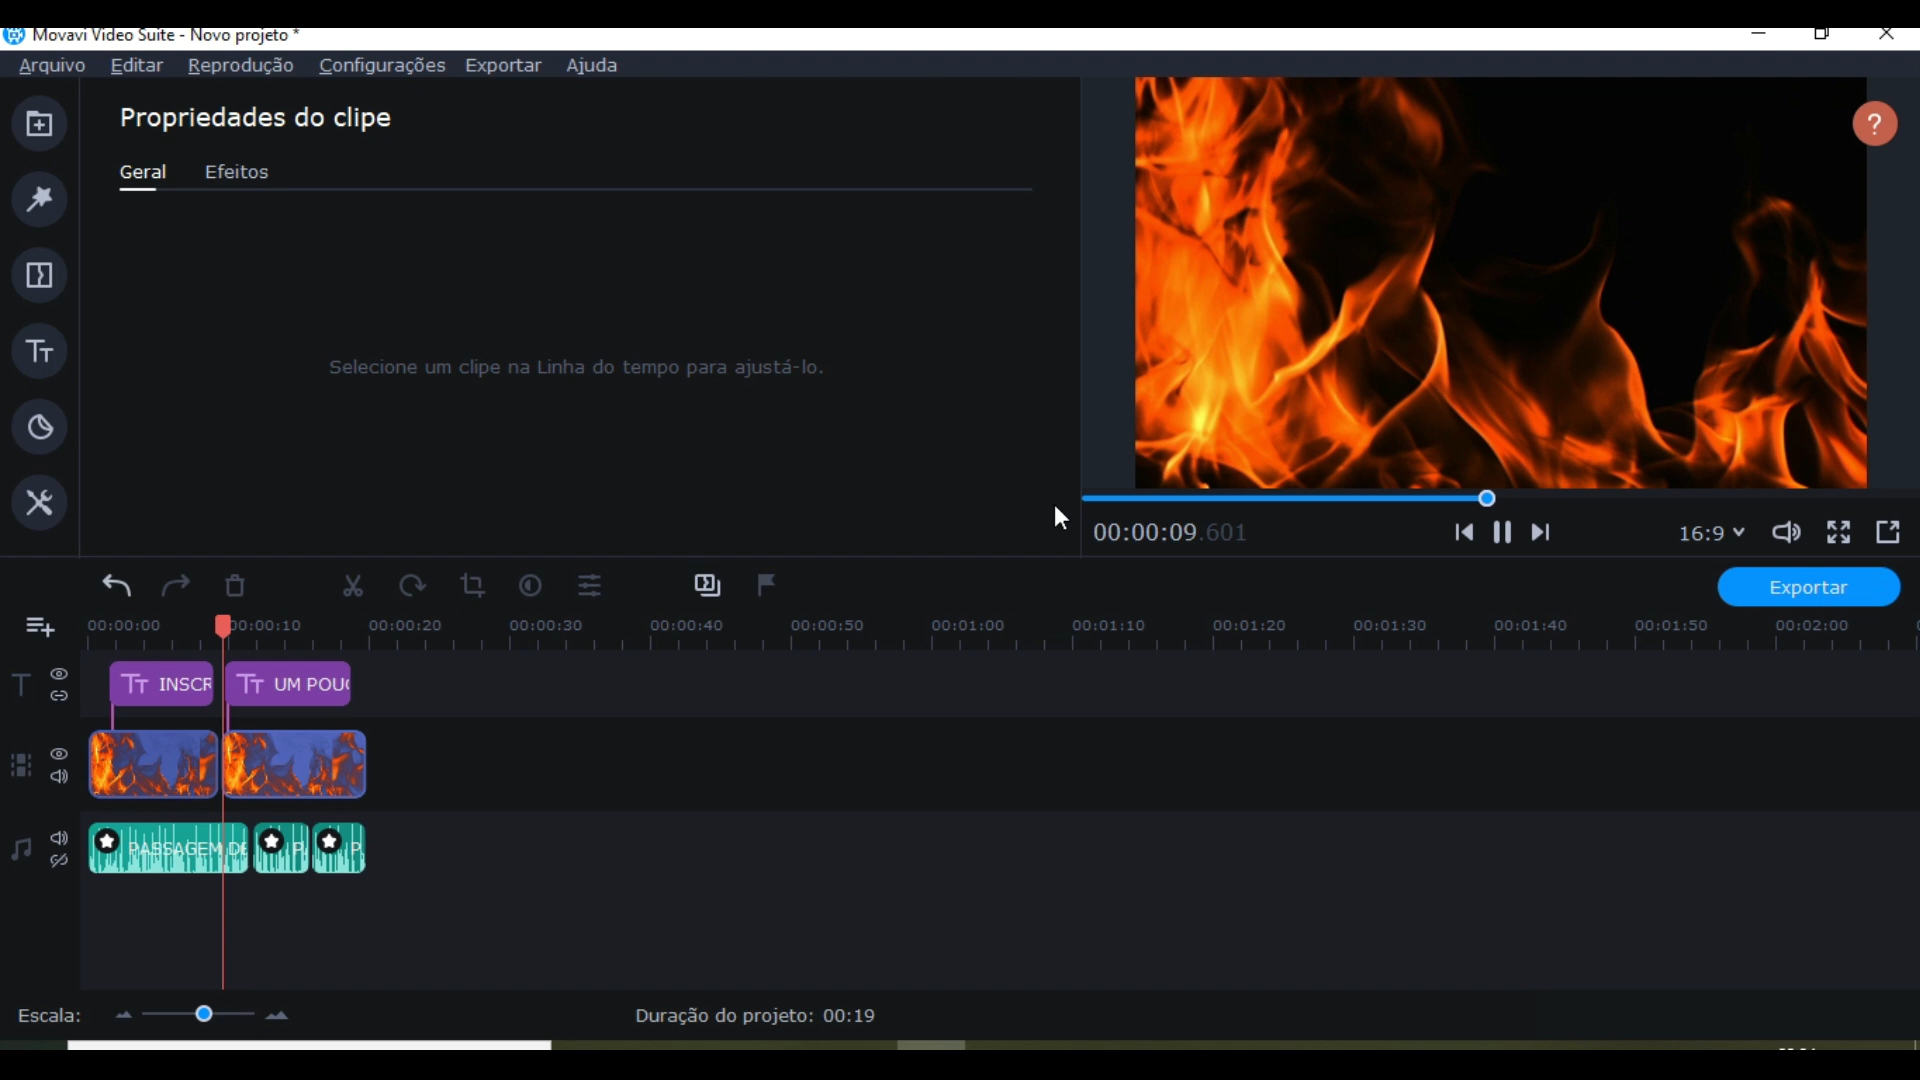 Movavi Video Suite - Novo projeto *
Arquivo Editar Reprodução Configurações Exportar Ajuda
Propriedades do clipe
?
Geral Efeitos
Selecione um clipe na Linha do tempo para ajustá-lo.
00:00:09.601
16:9
Exportar
00:00:00 00:00:10 00:00:20 00:00:30 00:00:40 00:00:50 00:01:00 00:01:10 00:01:20 00:01:30 00:01:40 00:01:50 00:02:00
T Tт INSCR Tт UM POU
PASSAGEM DE P P
Escala:
Duração do projeto: 00:19